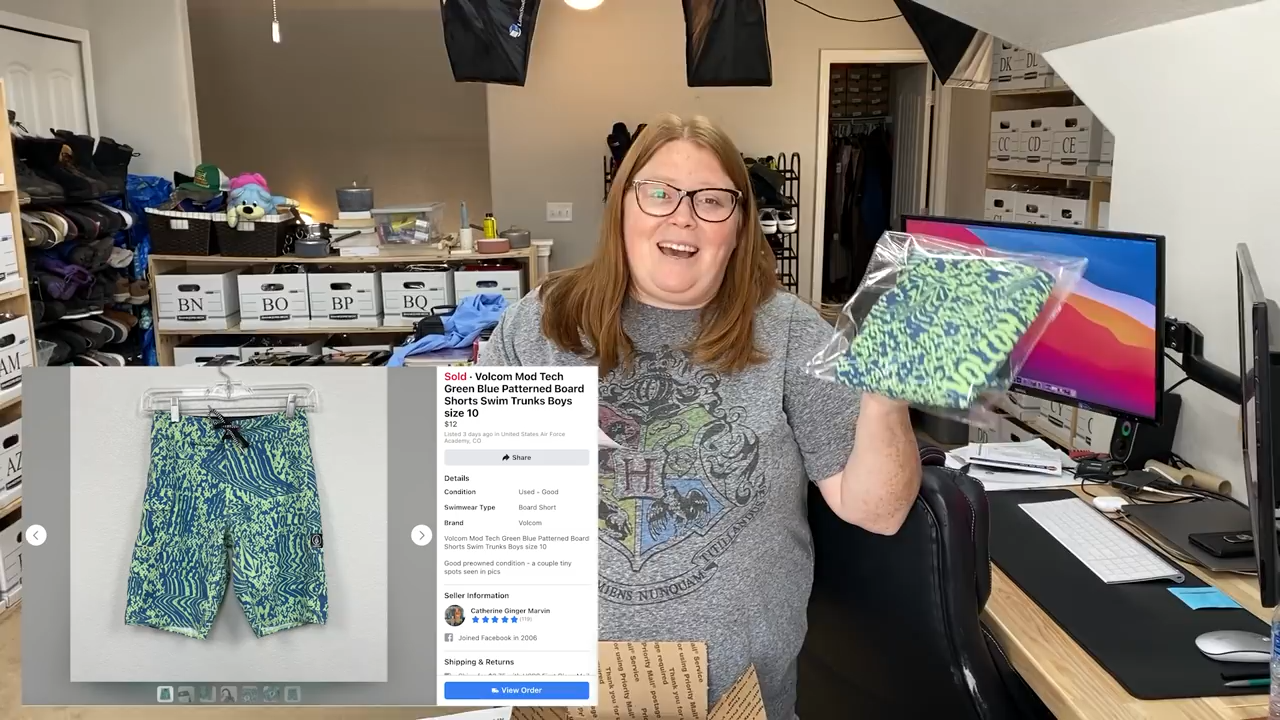 DK
CC
CD
CE
BN
BO
BP
BQ
AM
AZ
VOLCOM
H
Sold · Volcom Mod Tech
Green Blue Patterned Board
Shorts Swim Trunks Boys
size 10
$12
Listed 3 days ago in United States Air Force
Academy, CO
Share
Details
Condition Used - Good
Swimwear Type Board Short
Brand Volcom
Volcom Mod Tech Green Blue Patterned Board
Shorts Swim Trunks Boys size 10
Good preowned condition - a couple tiny
spots seen in pics
Seller Information
Catherine Ginger Marvin
(119)
Joined Facebook in 2006
Shipping & Returns
View Order